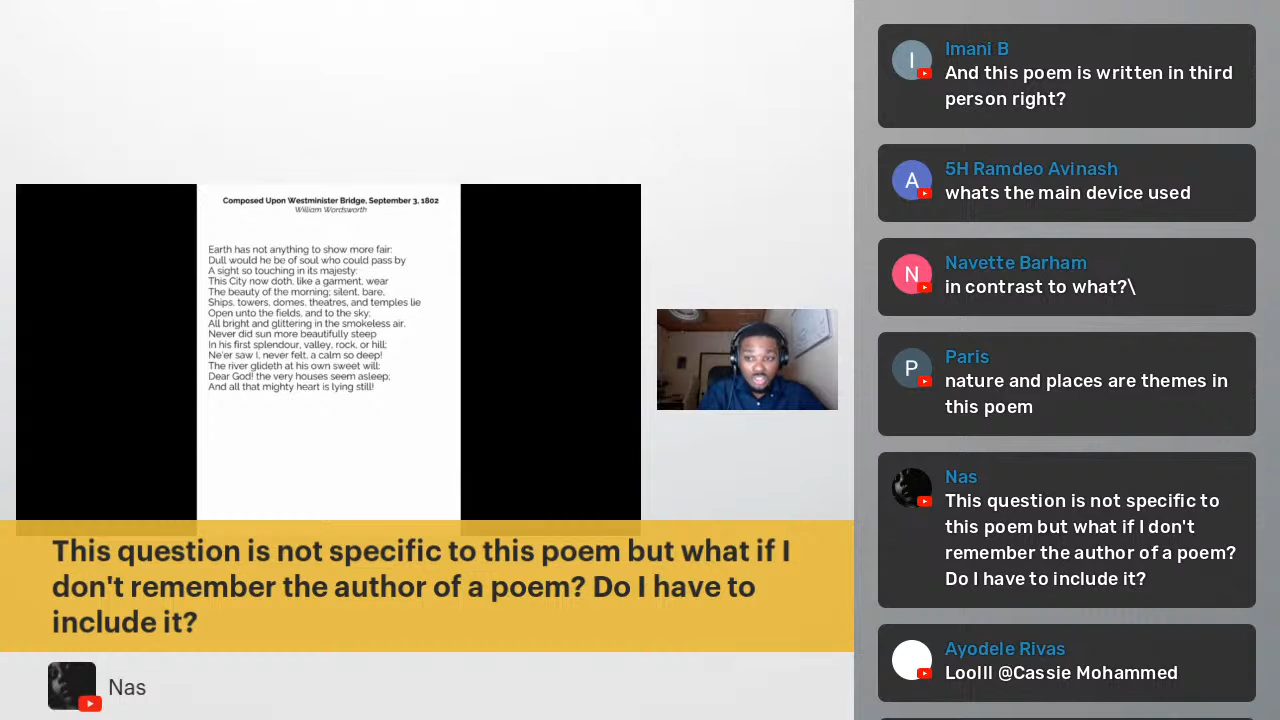 Composed Upon Westminister Bridge, September 3, 1802
William Wordsworth
Earth has not anything to show more fair:
Dull would he be of soul who could pass by
A sight so touching in its majesty:
This City now doth, like a garment, wear
The beauty of the morning; silent, bare,
Ships, towers, domes, theatres, and temples lie
Open unto the fields, and to the sky;
All bright and glittering in the smokeless air.
Never did sun more beautifully steep
In his first splendour, valley, rock, or hill;
Ne'er saw I, never felt, a calm so deep!
The river glideth at his own sweet will:
Dear God! the very houses seem asleep;
And all that mighty heart is lying still!
This question is not specific to this poem but what if I
don't remember the author of a poem? Do I have to
include it?
Nas
I
Imani B
And this poem is written in third
person right?
A
5H Ramdeo Avinash
whats the main device used
N
Navette Barham
in contrast to what?\
P
Paris
nature and places are themes in
this poem
Nas
This question is not specific to
this poem but what if I don't
remember the author of a poem?
Do I have to include it?
Ayodele Rivas
Loolll @Cassie Mohammed